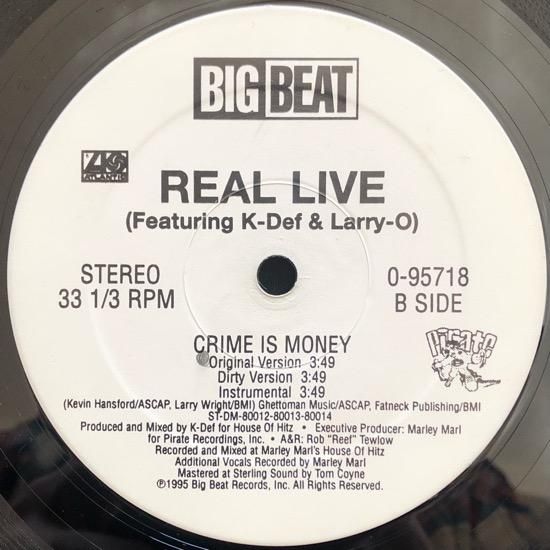 BIG BEAT
ATLANTIC
REAL LIVE
(Featuring K-Def & Larry-O)
STEREO
33 1/3 RPM
0-95718
B SIDE
Pirate
CRIME IS MONEY
Original Version 3:49
Dirty Version 3:49
Instrumental 3:49
(Kevin Hansford/ASCAP, Larry Wright/BMI) Ghettoman Music/ASCAP, Fatneck Publishing/BMI
ST-DM-80012-80013-80014
Produced and Mixed by K-Def for House Of Hitz • Executive Producer: Marley Marl
for Pirate Recordings, Inc. • A&R: Rob "Reef" Tewlow
Recorded and Mixed at Marley Marl's House Of Hitz
Additional Vocals Recorded by Marley Marl
Mastered at Sterling Sound by Tom Coyne
℗1995 Big Beat Records, Inc. All Rights Reserved.